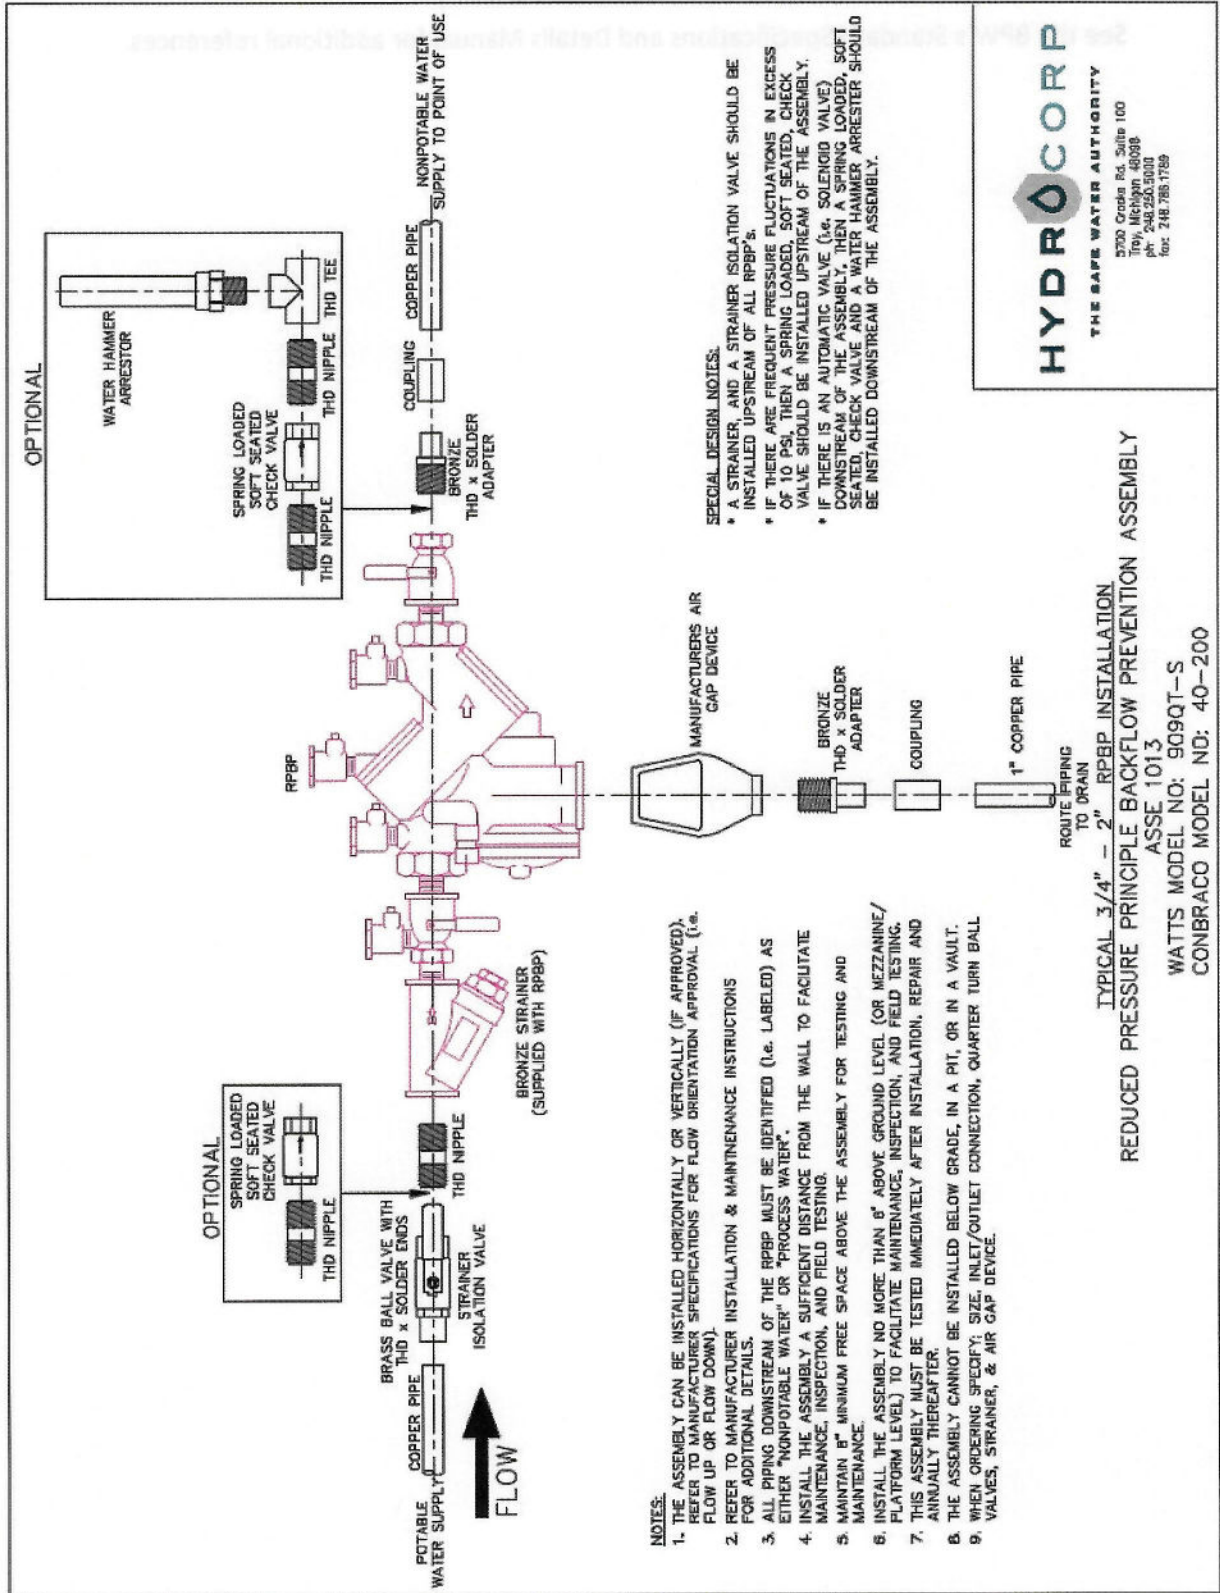 OPTIONAL
SPRING LOADED
SOFT SEATED
CHECK VALVE
THD NIPPLE
OPTIONAL
WATER HAMMER
ARRESTOR
SPRING LOADED
SOFT SEATED
CHECK VALVE
THD NIPPLE
THD NIPPLE
THD TEE
POTABLE
WATER SUPPLY
COPPER PIPE
BRASS BALL VALVE WITH
THD x SOLDER ENDS
STRAINER
ISOLATION VALVE
THD NIPPLE
BRONZE STRAINER
(SUPPLIED WITH RPBP)
RPBP
BRONZE
THD x SOLDER
ADAPTER
COUPLING
COPPER PIPE
NONPOTABLE WATER
SUPPLY TO POINT OF USE
FLOW
MANUFACTURERS AIR
GAP DEVICE
BRONZE
THD x SOLDER
ADAPTER
COUPLING
1" COPPER PIPE
ROUTE PIPING
TO DRAIN
NOTES:
1. THE ASSEMBLY CAN BE INSTALLED HORIZONTALLY OR VERTICALLY (IF APPROVED).
REFER TO MANUFACTURER SPECIFICATIONS FOR FLOW ORIENTATION APPROVAL (i.e.
FLOW UP OR FLOW DOWN).
2. REFER TO MANUFACTURER INSTALLATION & MAINTNENANCE INSTRUCTIONS
FOR ADDITIONAL DETAILS.
3. ALL PIPING DOWNSTREAM OF THE RPBP MUST BE IDENTIFIED (i.e. LABELED) AS
EITHER "NONPOTABLE WATER" OR "PROCESS WATER".
4. INSTALL THE ASSEMBLY A SUFFICIENT DISTANCE FROM THE WALL TO FACILITATE
MAINTENANCE, INSPECTION, AND FIELD TESTING.
5. MAINTAIN 8" MINIMUM FREE SPACE ABOVE THE ASSEMBLY FOR TESTING AND
MAINTENANCE.
6. INSTALL THE ASSEMBLY NO MORE THAN 8' ABOVE GROUND LEVEL (OR MEZZANINE/
PLATFORM LEVEL) TO FACILITATE MAINTENANCE, INSPECTION, AND FIELD TESTING.
7. THIS ASSEMBLY MUST BE TESTED IMMEDIATELY AFTER INSTALLATION, REPAIR AND
ANNUALLY THEREAFTER.
8. THE ASSEMBLY CANNOT BE INSTALLED BELOW GRADE, IN A PIT, OR IN A VAULT.
9. WHEN ORDERING SPECIFY: SIZE, INLET/OUTLET CONNECTION, QUARTER TURN BALL
VALVES, STRAINER, & AIR GAP DEVICE.
SPECIAL DESIGN NOTES:
* A STRAINER, AND A STRAINER ISOLATION VALVE SHOULD BE
INSTALLED UPSTREAM OF ALL RPBP's.
* IF THERE ARE FREQUENT PRESSURE FLUCTUATIONS IN EXCESS
OF 10 PSI, THEN A SPRING LOADED, SOFT SEATED, CHECK
VALVE SHOULD BE INSTALLED UPSTREAM OF THE ASSEMBLY.
* IF THERE IS AN AUTOMATIC VALVE (i.e. SOLENOID VALVE)
DOWNSTREAM OF THE ASSEMBLY, THEN A SPRING LOADED, SOFT
SEATED, CHECK VALVE AND A WATER HAMMER ARRESTER SHOULD
BE INSTALLED DOWNSTREAM OF THE ASSEMBLY.
TYPICAL 3/4" – 2" RPBP INSTALLATION
REDUCED PRESSURE PRINCIPLE BACKFLOW PREVENTION ASSEMBLY
ASSE 1013
WATTS MODEL NO: 909QT–S
CONBRACO MODEL NO: 40–200
HYDROCORP
THE SAFE WATER AUTHORITY
5700 Crooks Rd. Suite 100
Troy, Michigan 48098
ph: 248.250.5000
fax: 248.786.1789